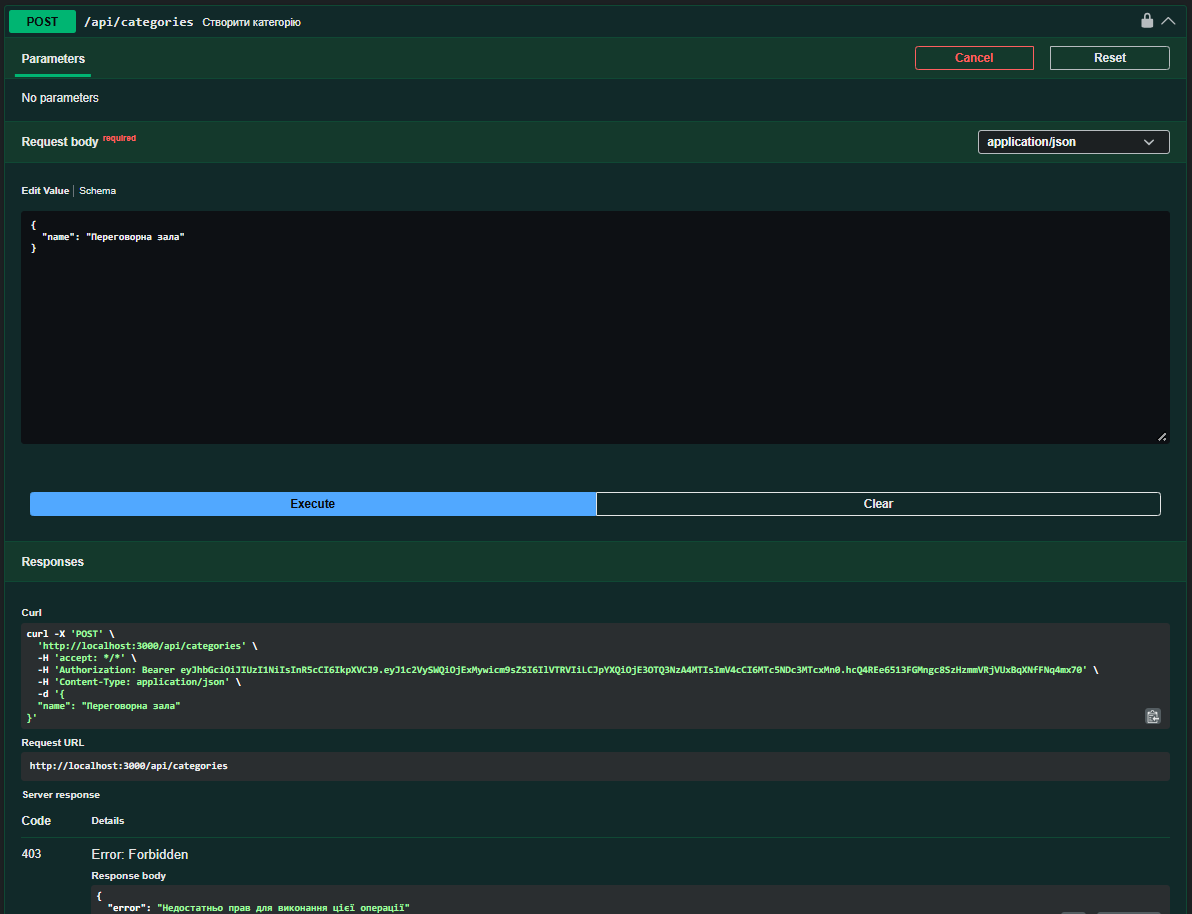 POST /api/categories Створити категорію
Parameters Cancel Reset
No parameters
Request body required application/json
Edit Value | Schema
{
"name": "Переговорна зала"
}
Execute Clear
Responses
Curl
curl -X 'POST' \
'http://localhost:3000/api/categories' \
-H 'accept: */*' \
-H 'Authorization: Bearer \
-H 'Content-Type: application/json' \
-d '{
"name": "Переговорна зала"
}'
Request URL
http://localhost:3000/api/categories
Server response
Code Details
403 Error: Forbidden
Response body
{
"error": "Недостатньо прав для виконання цієї операції"